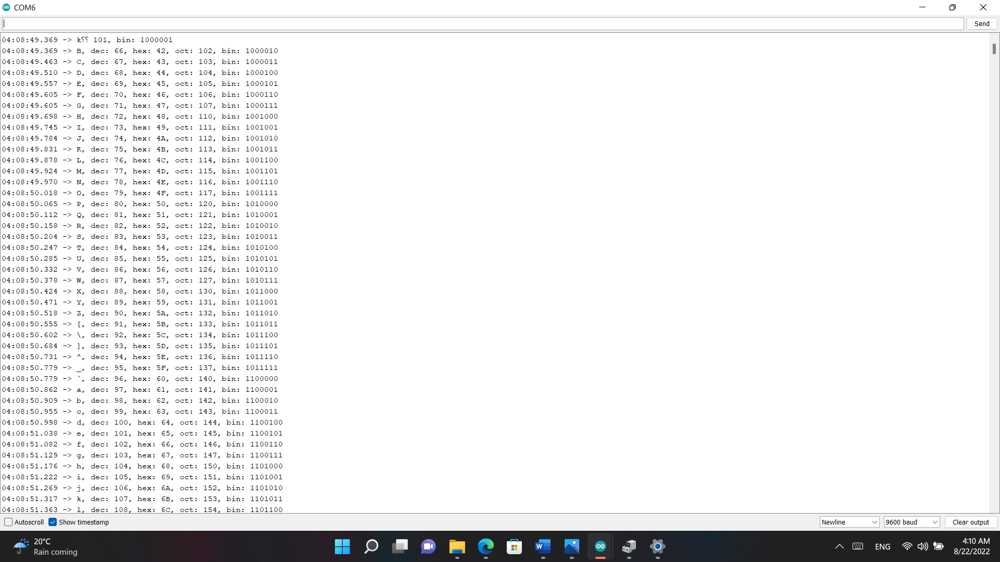 COM6
Send
04:08:49.369 -> k⸮⸮ 101, bin: 1000001
04:08:49.369 -> B, dec: 66, hex: 42, oct: 102, bin: 1000010
04:08:49.463 -> C, dec: 67, hex: 43, oct: 103, bin: 1000011
04:08:49.510 -> D, dec: 68, hex: 44, oct: 104, bin: 1000100
04:08:49.557 -> E, dec: 69, hex: 45, oct: 105, bin: 1000101
04:08:49.605 -> F, dec: 70, hex: 46, oct: 106, bin: 1000110
04:08:49.605 -> G, dec: 71, hex: 47, oct: 107, bin: 1000111
04:08:49.698 -> H, dec: 72, hex: 48, oct: 110, bin: 1001000
04:08:49.745 -> I, dec: 73, hex: 49, oct: 111, bin: 1001001
04:08:49.784 -> J, dec: 74, hex: 4A, oct: 112, bin: 1001010
04:08:49.831 -> K, dec: 75, hex: 4B, oct: 113, bin: 1001011
04:08:49.878 -> L, dec: 76, hex: 4C, oct: 114, bin: 1001100
04:08:49.924 -> M, dec: 77, hex: 4D, oct: 115, bin: 1001101
04:08:49.970 -> N, dec: 78, hex: 4E, oct: 116, bin: 1001110
04:08:50.018 -> O, dec: 79, hex: 4F, oct: 117, bin: 1001111
04:08:50.065 -> P, dec: 80, hex: 50, oct: 120, bin: 1010000
04:08:50.112 -> Q, dec: 81, hex: 51, oct: 121, bin: 1010001
04:08:50.158 -> R, dec: 82, hex: 52, oct: 122, bin: 1010010
04:08:50.204 -> S, dec: 83, hex: 53, oct: 123, bin: 1010011
04:08:50.247 -> T, dec: 84, hex: 54, oct: 124, bin: 1010100
04:08:50.285 -> U, dec: 85, hex: 55, oct: 125, bin: 1010101
04:08:50.332 -> V, dec: 86, hex: 56, oct: 126, bin: 1010110
04:08:50.378 -> W, dec: 87, hex: 57, oct: 127, bin: 1010111
04:08:50.424 -> X, dec: 88, hex: 58, oct: 130, bin: 1011000
04:08:50.471 -> Y, dec: 89, hex: 59, oct: 131, bin: 1011001
04:08:50.518 -> Z, dec: 90, hex: 5A, oct: 132, bin: 1011010
04:08:50.555 -> [, dec: 91, hex: 5B, oct: 133, bin: 1011011
04:08:50.602 -> \, dec: 92, hex: 5C, oct: 134, bin: 1011100
04:08:50.684 -> ], dec: 93, hex: 5D, oct: 135, bin: 1011101
04:08:50.731 -> ^, dec: 94, hex: 5E, oct: 136, bin: 1011110
04:08:50.779 -> _, dec: 95, hex: 5F, oct: 137, bin: 1011111
04:08:50.779 -> `, dec: 96, hex: 60, oct: 140, bin: 1100000
04:08:50.862 -> a, dec: 97, hex: 61, oct: 141, bin: 1100001
04:08:50.909 -> b, dec: 98, hex: 62, oct: 142, bin: 1100010
04:08:50.955 -> c, dec: 99, hex: 63, oct: 143, bin: 1100011
04:08:50.998 -> d, dec: 100, hex: 64, oct: 144, bin: 1100100
04:08:51.038 -> e, dec: 101, hex: 65, oct: 145, bin: 1100101
04:08:51.082 -> f, dec: 102, hex: 66, oct: 146, bin: 1100110
04:08:51.129 -> g, dec: 103, hex: 67, oct: 147, bin: 1100111
04:08:51.176 -> h, dec: 104, hex: 68, oct: 150, bin: 1101000
04:08:51.222 -> i, dec: 105, hex: 69, oct: 151, bin: 1101001
04:08:51.269 -> j, dec: 106, hex: 6A, oct: 152, bin: 1101010
04:08:51.317 -> k, dec: 107, hex: 6B, oct: 153, bin: 1101011
04:08:51.363 -> l, dec: 108, hex: 6C, oct: 154, bin: 1101100
Autoscroll Show timestamp Newline 9600 baud Clear output
20°C
Rain coming
ENG
4:10 AM
8/22/2022